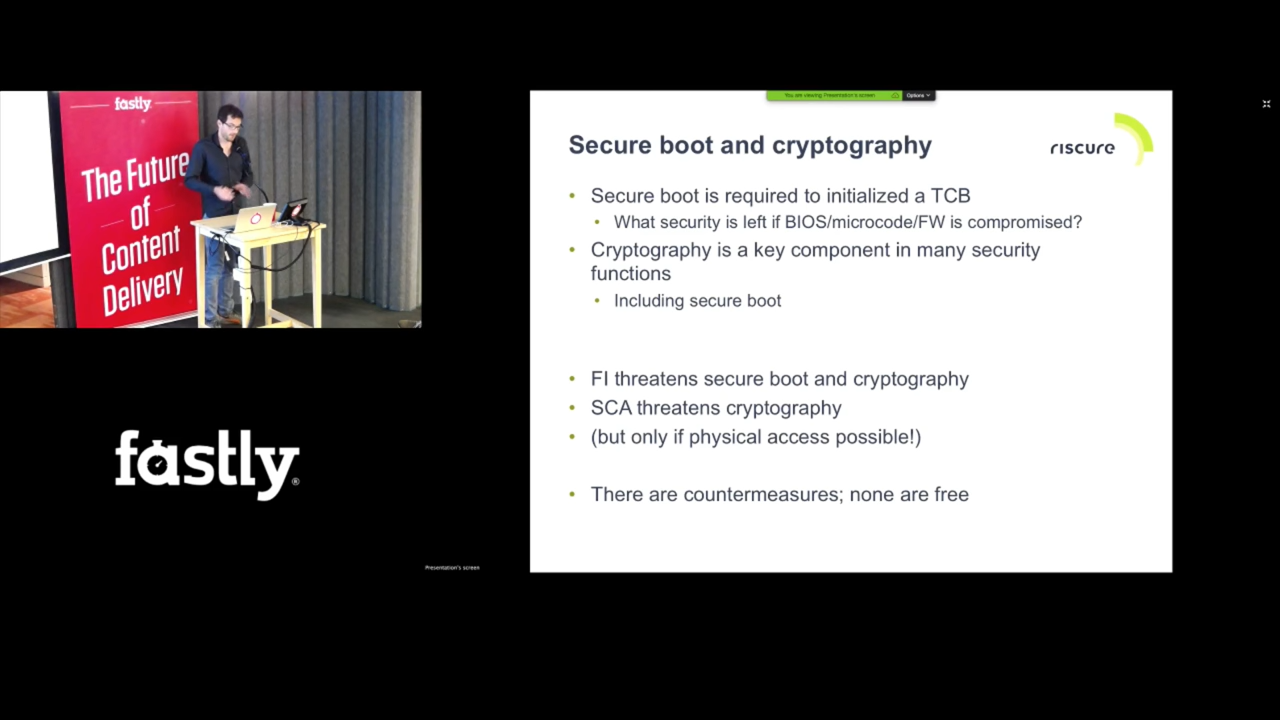 fastly
The Future
of
Content
Delivery
fastly®
Presentation's screen
You are viewing Presentation's screen
Options
Secure boot and cryptography
riscure
• Secure boot is required to initialized a TCB
• What security is left if BIOS/microcode/FW is compromised?
• Cryptography is a key component in many security
functions
• Including secure boot
• FI threatens secure boot and cryptography
• SCA threatens cryptography
• (but only if physical access possible!)
• There are countermeasures; none are free